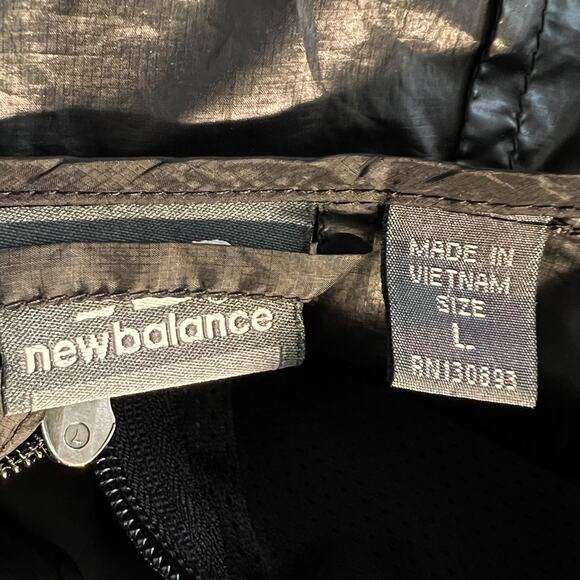 newbalance
MADE IN
VIETNAM
SIZE
L
RN130893